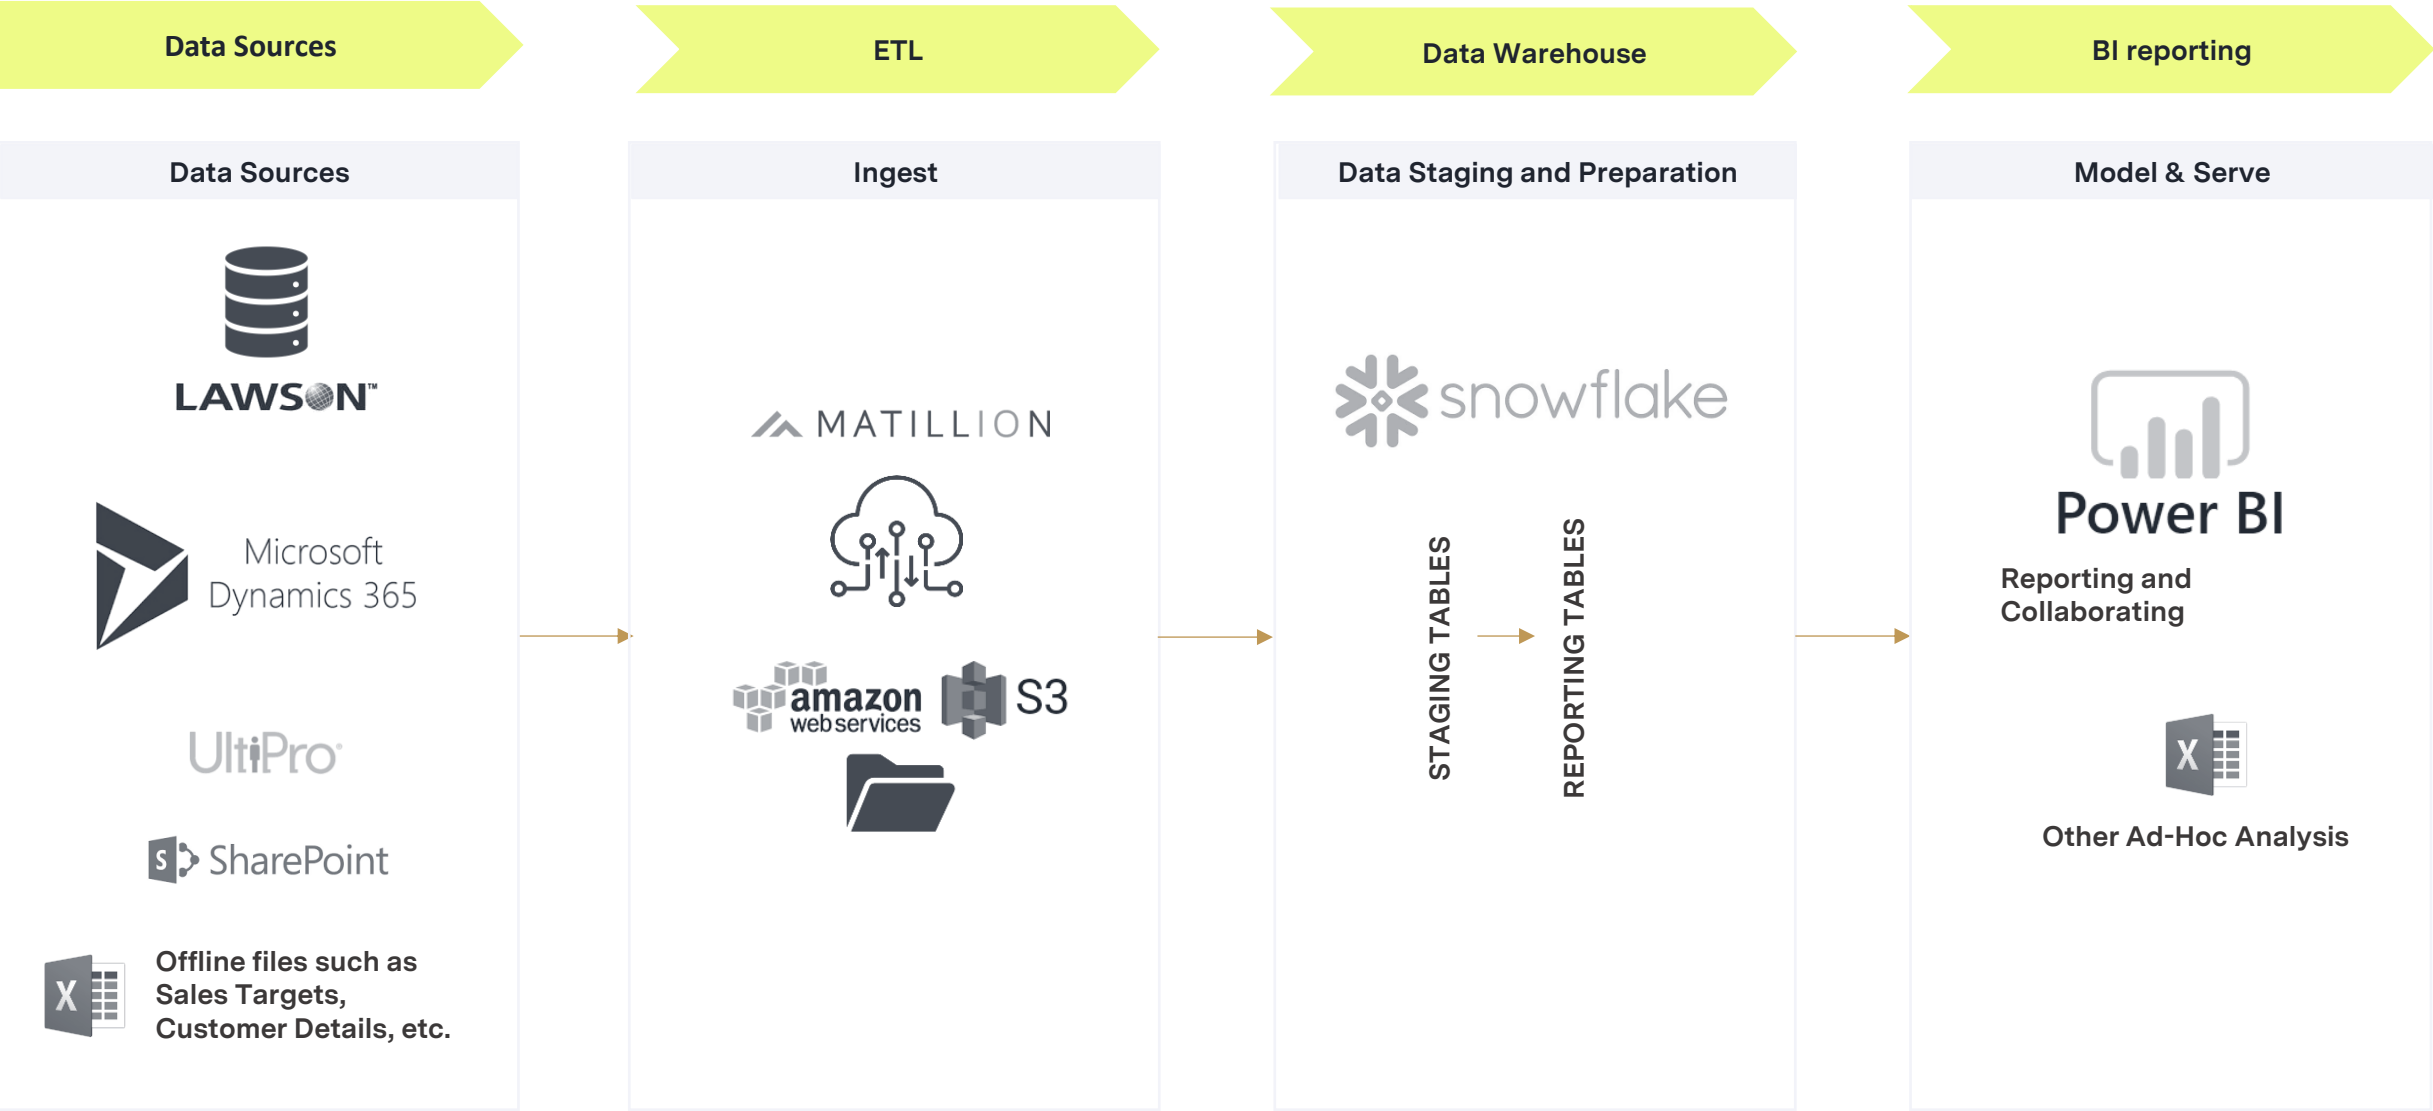 Data Sources
ETL
Data Warehouse
BI reporting
Data Sources
LAWSON™
Microsoft
Dynamics 365
UltiPro
S SharePoint
X
Offline files such as
Sales Targets,
Customer Details, etc.
Ingest
MATILLION
amazon
web services
S3
Data Staging and Preparation
snowflake
STAGING TABLES
REPORTING TABLES
Model & Serve
Power BI
Reporting and
Collaborating
X
Other Ad-Hoc Analysis